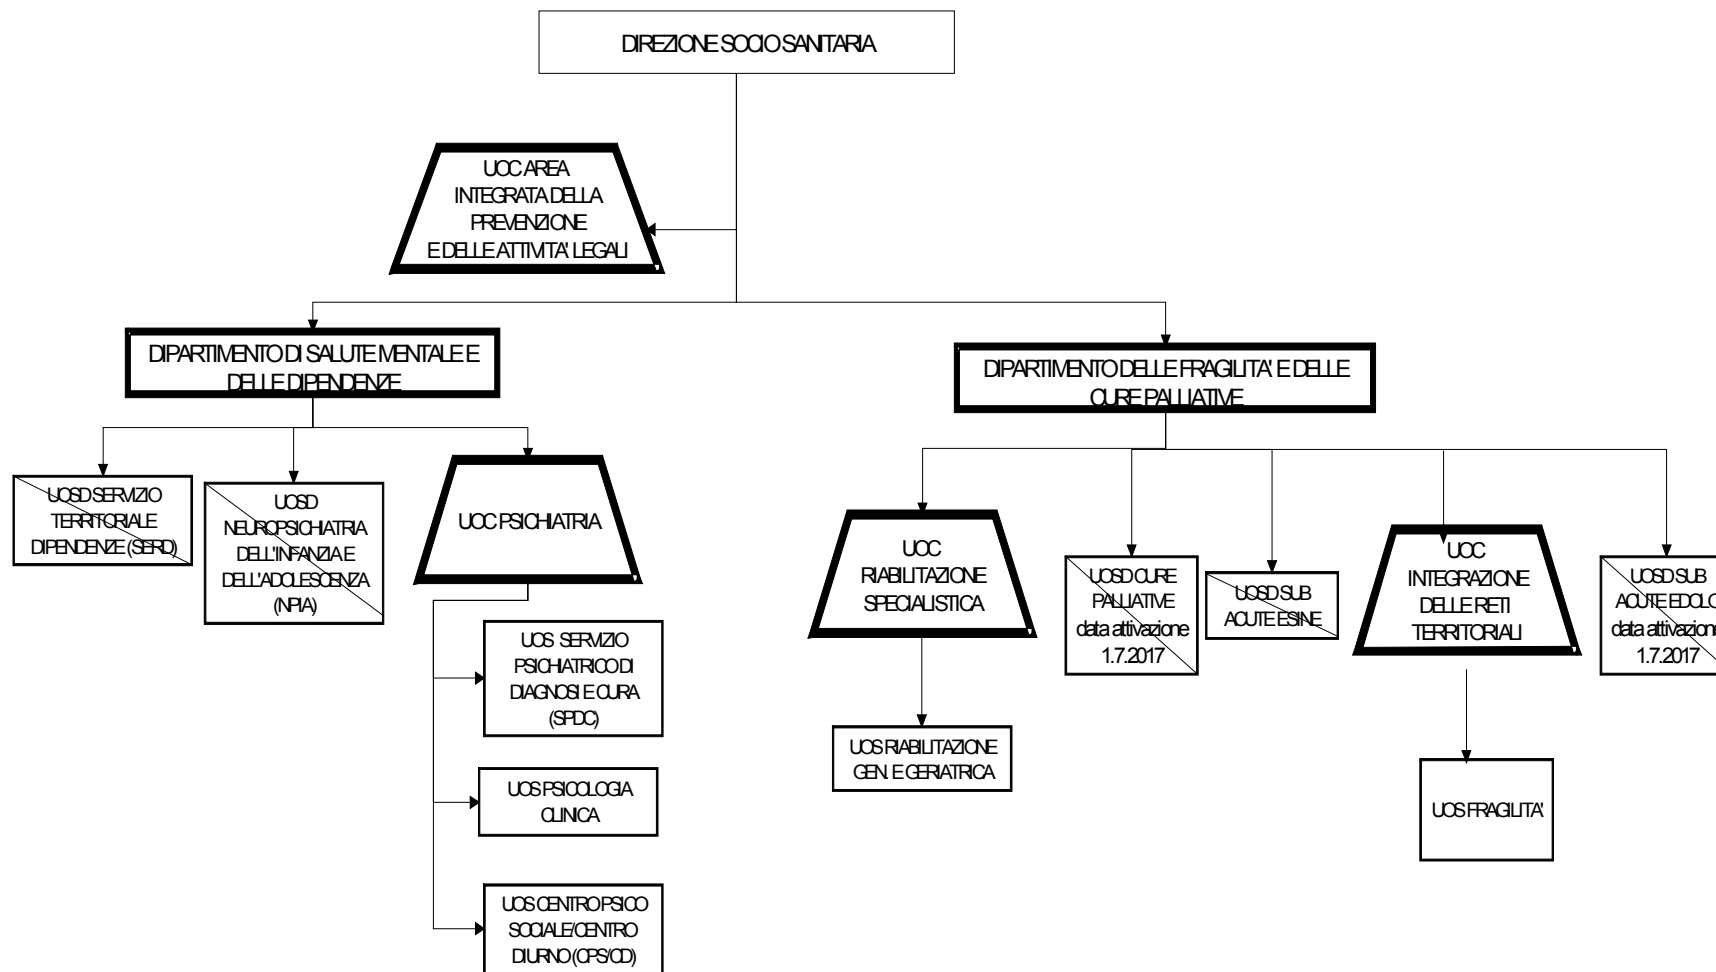 DIREZIONE SOCIO SANITARIA
UOC AREA
INTEGRATA DELLA
PREVENZIONE
E DELLE ATTIVITA' LEGALI
DIPARTIMENTO DI SALUTE MENTALE E
DELLE DIPENDENZE
DIPARTIMENTO DELLE FRAGILITA' E DELLE
CURE PALLIATIVE
UOSD SERVIZIO
TERRITORIALE
DIPENDENZE (SERD)
UOSD
NEUROPSICHIATRIA
DELL'INFANZIA E
DELL'ADOLESCENZA
(NPIA)
UOC PSICHIATRIA
UOS SERVIZIO
PSICHIATRICO DI
DIAGNOSI E CURA
(SPDC)
UOS PSICOLOGIA
CLINICA
UOS CENTRO PSICO
SOCIALE/CENTRO
DIURNO (CPS/CD)
UOC
RIABILITAZIONE
SPECIALISTICA
UOS RIABILITAZIONE
GEN. E GERIATRICA
UOSD CURE
PALLIATIVE
data attivazione
1.7.2017
UOSD SUB
ACUTE ESINE
UOC
INTEGRAZIONE
DELLE RETI
TERRITORIALI
UOS FRAGILITA'
UOSD SUB
ACUTE EDOLO
data attivazione
1.7.2017